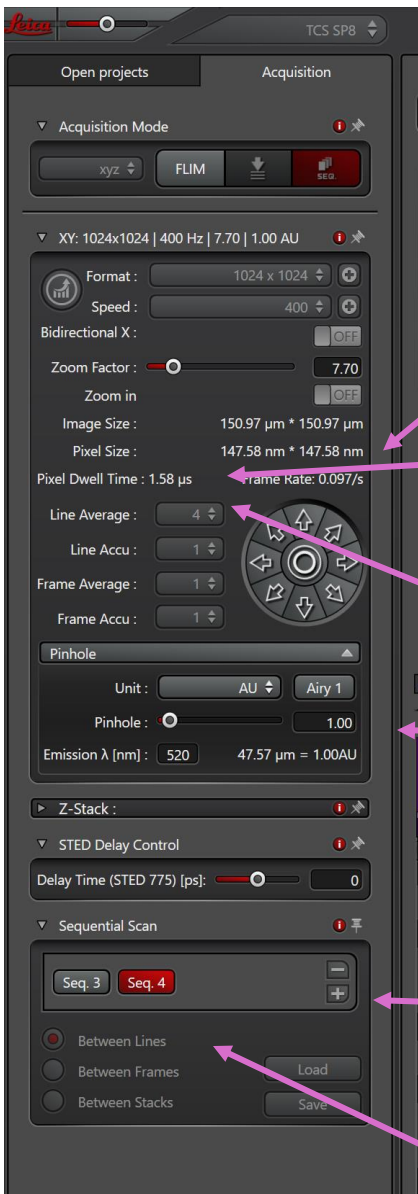 Leica
TCS SP8
Open projects Acquisition
Acquisition Mode
xyz FLIM SEQ.
XY: 1024x1024 | 400 Hz | 7.70 | 1.00 AU
Format : 1024 x 1024
Speed : 400
Bidirectional X : OFF
Zoom Factor : 7.70
Zoom in OFF
Image Size : 150.97 µm * 150.97 µm
Pixel Size : 147.58 nm * 147.58 nm
Pixel Dwell Time : 1.58 µs Frame Rate: 0.097/s
Line Average : 4
Line Accu : 1
Frame Average : 1
Frame Accu : 1
Pinhole
Unit : AU Airy 1
Pinhole : 1.00
Emission λ [nm] : 520 47.57 µm = 1.00AU
Z-Stack :
STED Delay Control
Delay Time (STED 775) [ps]: 0
Sequential Scan
Seq. 3 Seq. 4
Between Lines
Between Frames Load
Between Stacks Save